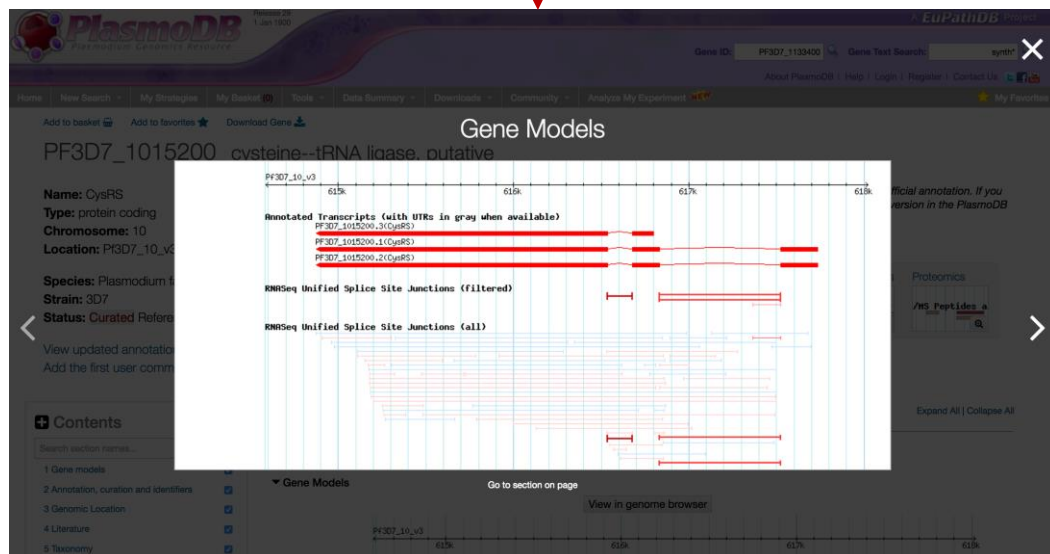 PlasmoDB
Plasmodium Genomics Resource
Release 29
1 Jan 1900
A EuPathDB Project
Gene ID: PF3D7_1133400 Gene Text Search: synth*
About PlasmoDB | Help | Login | Register | Contact Us
Home New Search My Strategies My Basket (0) Tools Data Summary Downloads Community Analyze My Experiment My Favorites
Add to basket Add to favorites Download Gene
Gene Models
PF3D7_1015200 cysteine--tRNA ligase, putative
Name: CysRS
Type: protein coding
Chromosome: 10
Location: Pf3D7_10_v3
Species: Plasmodium
Strain: 3D7
Status: Curated Refere
View updated annotatio
Add the first user comm
official annotation. If you
version in the PlasmoDB
Pf3D7_10_v3
615k 616k 617k 618k
Annotated Transcripts (with UTRs in gray when available)
PF3D7_1015200.3(CysRS)
PF3D7_1015200.1(CysRS)
PF3D7_1015200.2(CysRS)
RNASeq Unified Splice Site Junctions (filtered)
RNASeq Unified Splice Site Junctions (all)
Proteomics
/MS Peptides a
Contents
Search section names...
1 Gene models
2 Annotation, curation and identifiers
3 Genomic Location
4 Literature
5 Taxonomy
Expand All | Collapse All
Go to section on page
Gene Models
View in genome browser
Pf3D7_10_v3
615k 616k 617k 618k